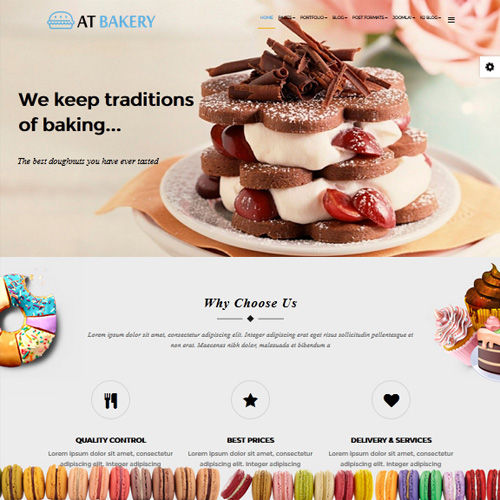 AT BAKERY
HOME PAGES PORTFOLIO BLOG POST FORMATS JOOMLA! K2 BLOG
We keep traditions
of baking...
The best doughnuts you have ever tasted
Why Choose Us
Lorem ipsum dolor sit amet, consectetur adipiscing elit. Integer adipiscing erat eget risus sollicitudin pellentesque et
non erat. Maecenas nibh dolor, malesuada et bibendum a
QUALITY CONTROL
Lorem ipsum dolor sit amet, consectetur
adipiscing elit. Integer adipiscing
BEST PRICES
Lorem ipsum dolor sit amet, consectetur
adipiscing elit. Integer adipiscing
DELIVERY & SERVICES
Lorem ipsum dolor sit amet, consectetur
adipiscing elit. Integer adipiscing